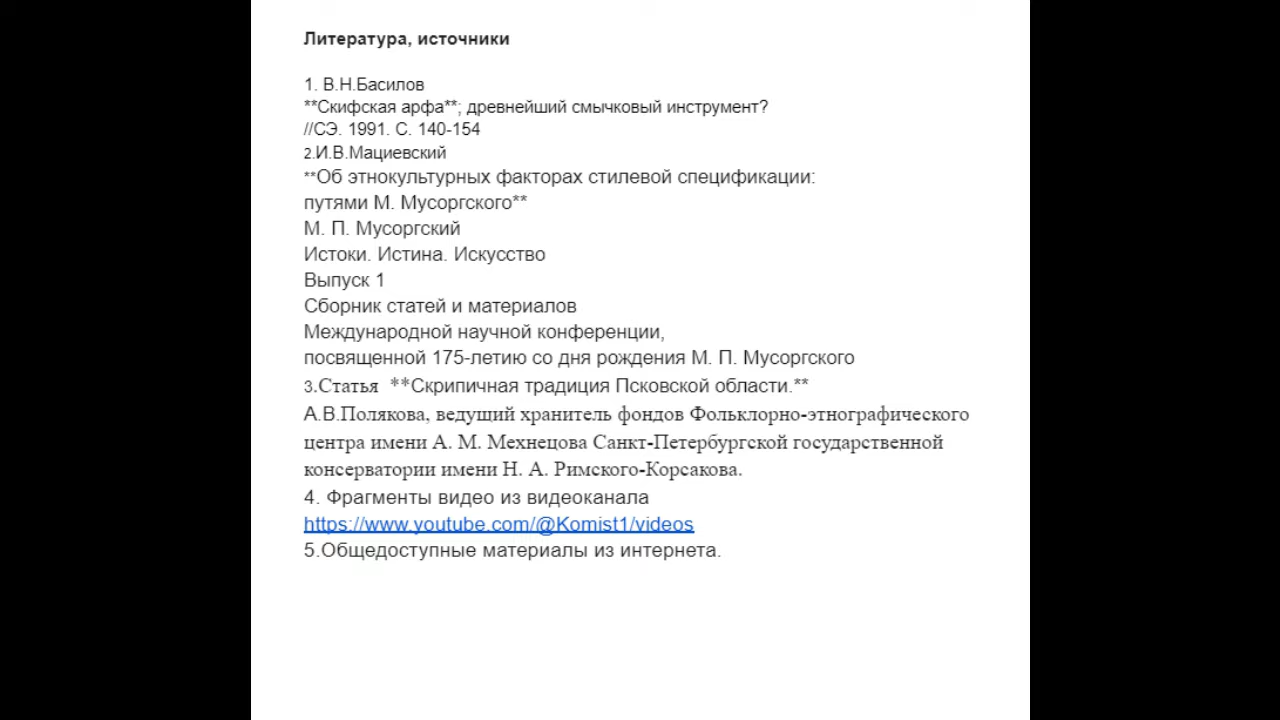 Литература, источники
1. В.Н.Басилов
**Скифская арфа**; древнейший смычковый инструмент?
//СЭ. 1991. С. 140-154
2.И.В.Мациевский
**Об этнокультурных факторах стилевой спецификации:
путями М. Мусоргского**
М. П. Мусоргский
Истоки. Истина. Искусство
Выпуск 1
Сборник статей и материалов
Международной научной конференции,
посвященной 175-летию со дня рождения М. П. Мусоргского
3.Статья  **Скрипичная традиция Псковской области.**
А.В.Полякова, ведущий хранитель фондов Фольклорно-этнографического
центра имени А. М. Мехнецова Санкт-Петербургской государственной
консерватории имени Н. А. Римского-Корсакова.
4. Фрагменты видео из видеоканала
https://www.youtube.com/@Komist1/videos
5.Общедоступные материалы из интернета.